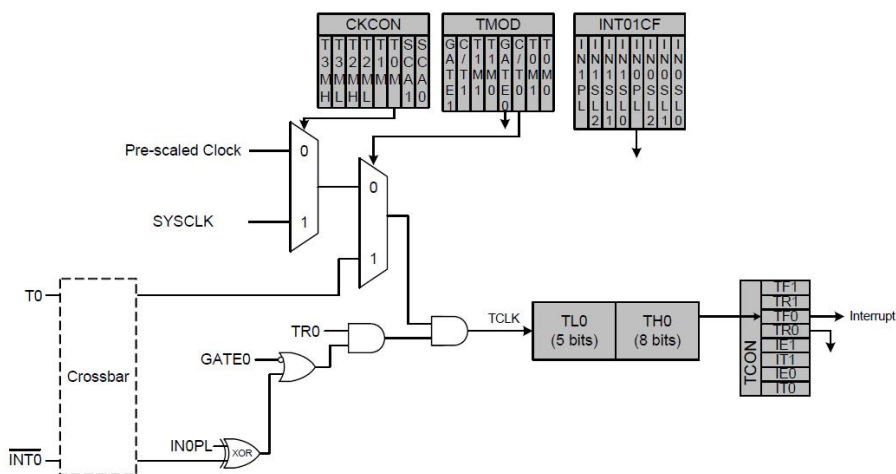 CKCON TMOD INT01CF
T3MH T3ML T2MH T2ML T1M T0M SCA1 SCA0
GATE1 C/T1 T1M1 T1M0 GATE0 C/T0 T0M1 T0M0
IN1PL IN1SL2 IN1SL1 IN1SL0 IN0PL IN0SL2 IN0SL1 IN0SL0
Pre-scaled Clock
0
0
SYSCLK
1
1
T0
Crossbar
TR0
GATE0
IN0PL
XOR
INT0
TCLK
TL0
(5 bits)
TH0
(8 bits)
TCON
TF1
TR1
TF0
TR0
IE1
IT1
IE0
IT0
Interrupt